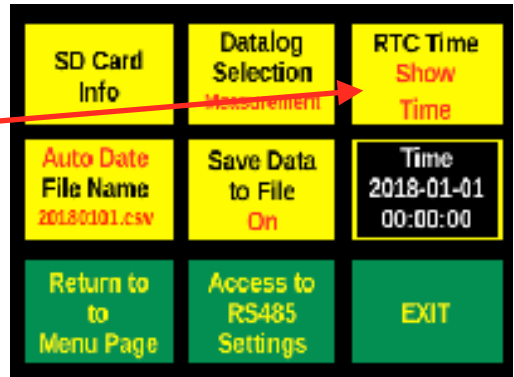 SD Card
Info
Datalog
Selection
Measurement
RTC Time
Show
Time
Auto Date
File Name
20180101.csv
Save Data
to File
On
Time
2018-01-01
00:00:00
Return to
to
Menu Page
Access to
RS485
Settings
EXIT